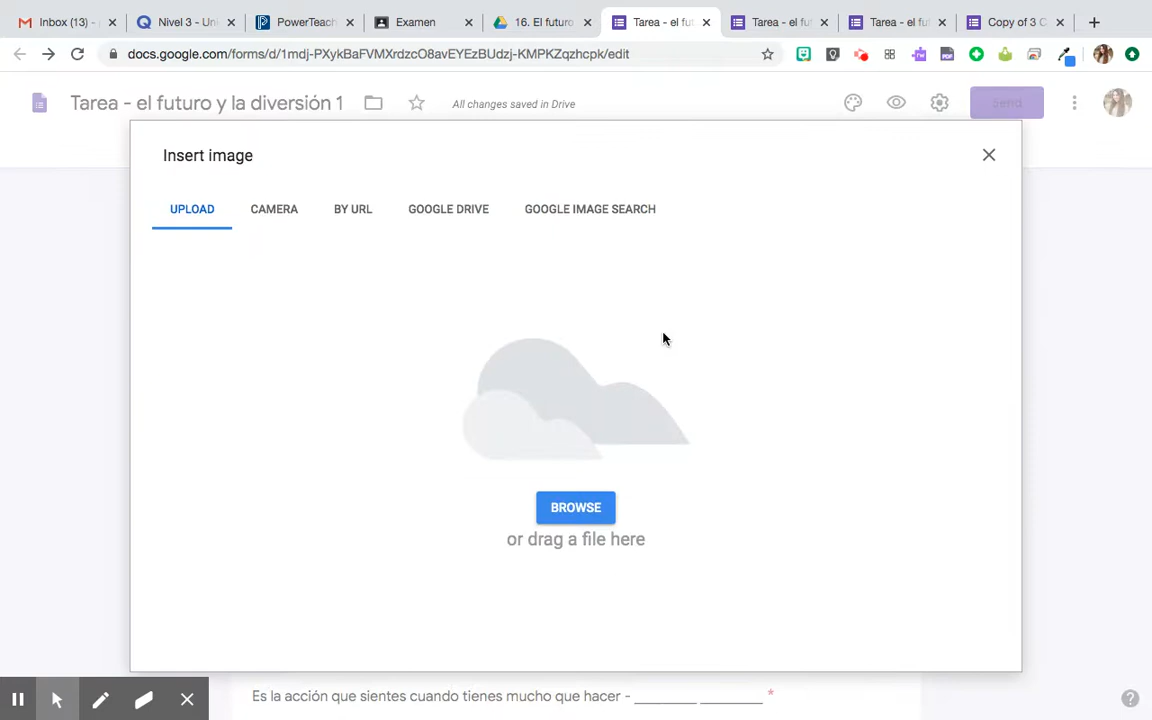 Inbox (13) -
Nivel 3 - Un
PowerTeach
Examen
16. El futuro
Tarea - el fu
Tarea - el fu
Tarea - el fu
Copy of 3 C
docs.google.com/forms/d/1mdj-PXykBaFVMXrdzcO8avEYEzBUdzj-KMPKZqzhcpk/edit
Tarea - el futuro y la diversión 1
All changes saved in Drive
Send
Insert image
UPLOAD
CAMERA
BY URL
GOOGLE DRIVE
GOOGLE IMAGE SEARCH
BROWSE
or drag a file here
Es la acción que sientes cuando tienes mucho que hacer - ________ ________ *